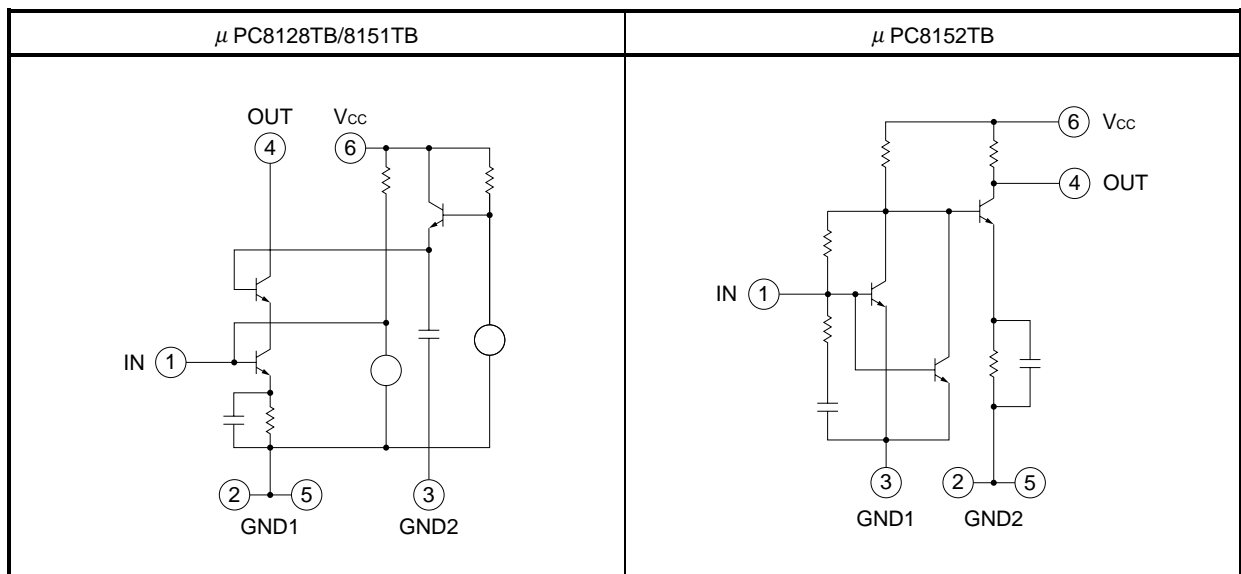 μ PC8128TB/8151TB
μ PC8152TB
OUT
4
Vcc
6
IN
1
2
5
GND1
3
GND2
6
Vcc
4
OUT
IN
1
3
GND1
2
5
GND2